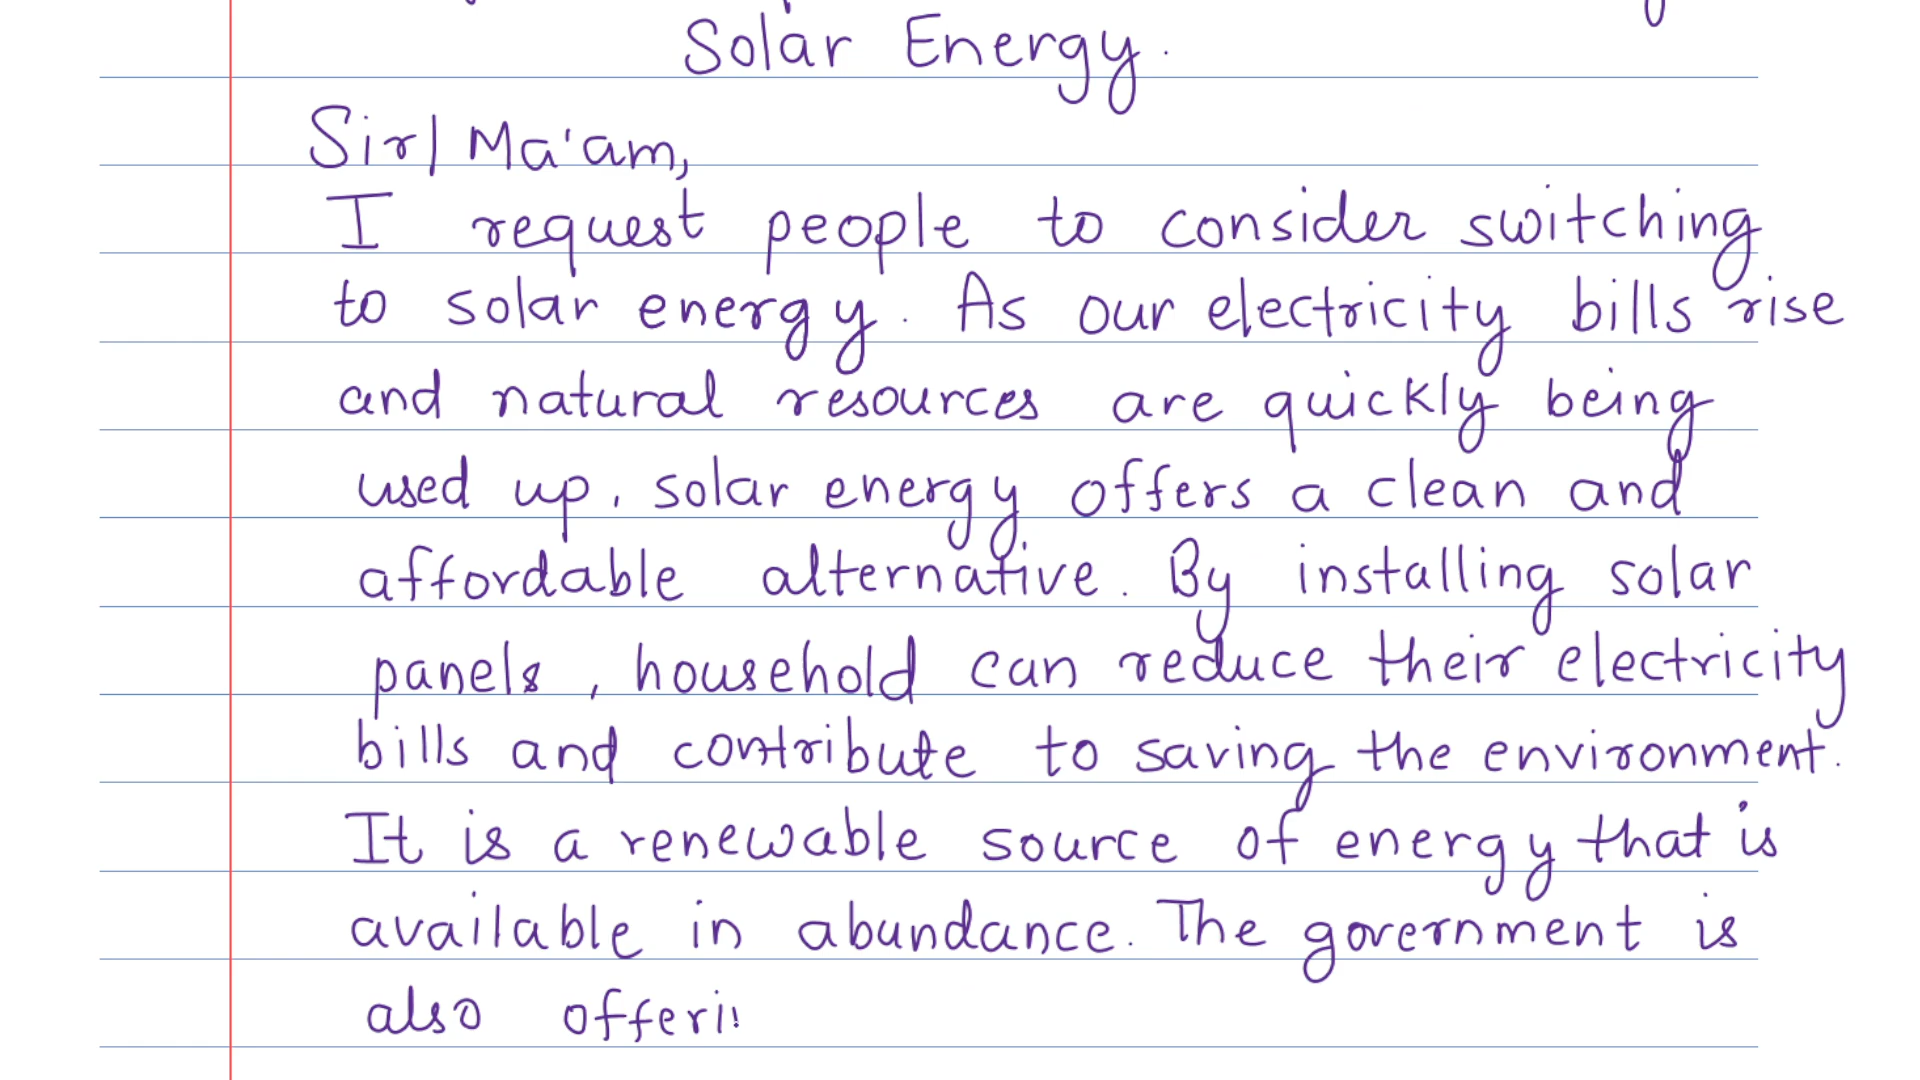 Solar Energy.
Sir/ Ma'am,
I request people to consider switching
to solar energy. As our electricity bills rise
and natural resources are quickly being
used up, solar energy offers a clean and
affordable alternative. By installing solar
panels, household can reduce their electricity
bills and contribute to saving the environment.
It is a renewable source of energy that is
available in abundance. The government is
also offeri